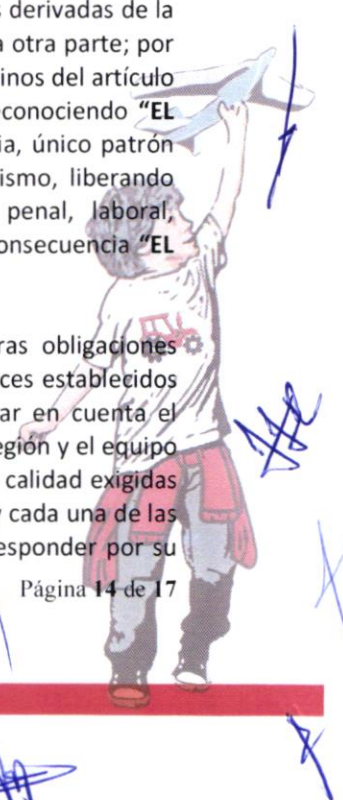 s derivadas de la
a otra parte; por
inos del artículo
econociendo “EL
ia, único patrón
ismo, liberando
penal, laboral,
onsecuencia “EL
ras obligaciones
ces establecidos
ar en cuenta el
egión y el equipo
calidad exigidas
y cada una de las
esponder por su
Página 14 de 17